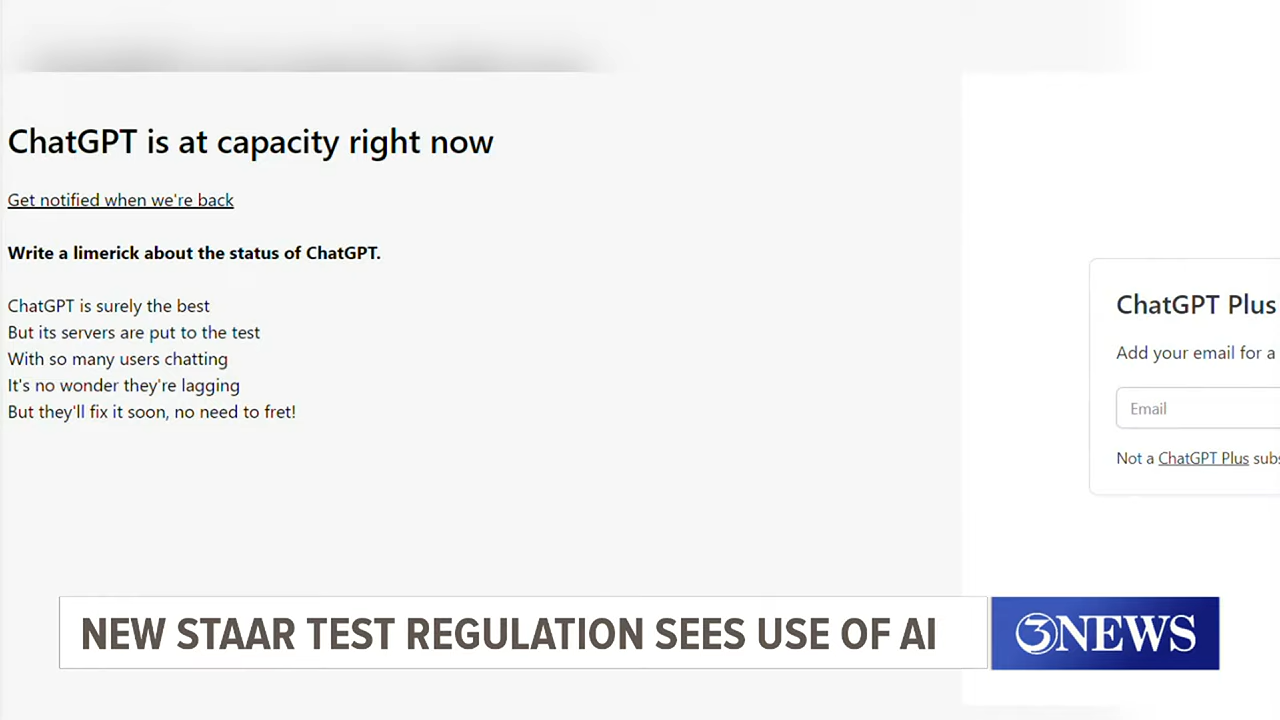 ChatGPT is at capacity right now
Get notified when we're back
Write a limerick about the status of ChatGPT.
ChatGPT is surely the best
But its servers are put to the test
With so many users chatting
It's no wonder they're lagging
But they'll fix it soon, no need to fret!
ChatGPT Plus
Add your email for a
Email
Not a ChatGPT Plus subs
NEW STAAR TEST REGULATION SEES USE OF AI
3NEWS